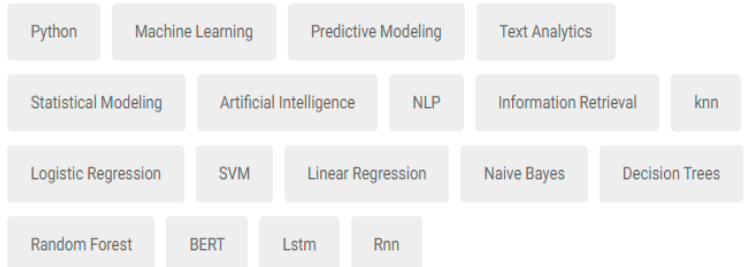 Python Machine Learning Predictive Modeling Text Analytics
Statistical Modeling Artificial Intelligence NLP Information Retrieval knn
Logistic Regression SVM Linear Regression Naive Bayes Decision Trees
Random Forest BERT Lstm Rnn